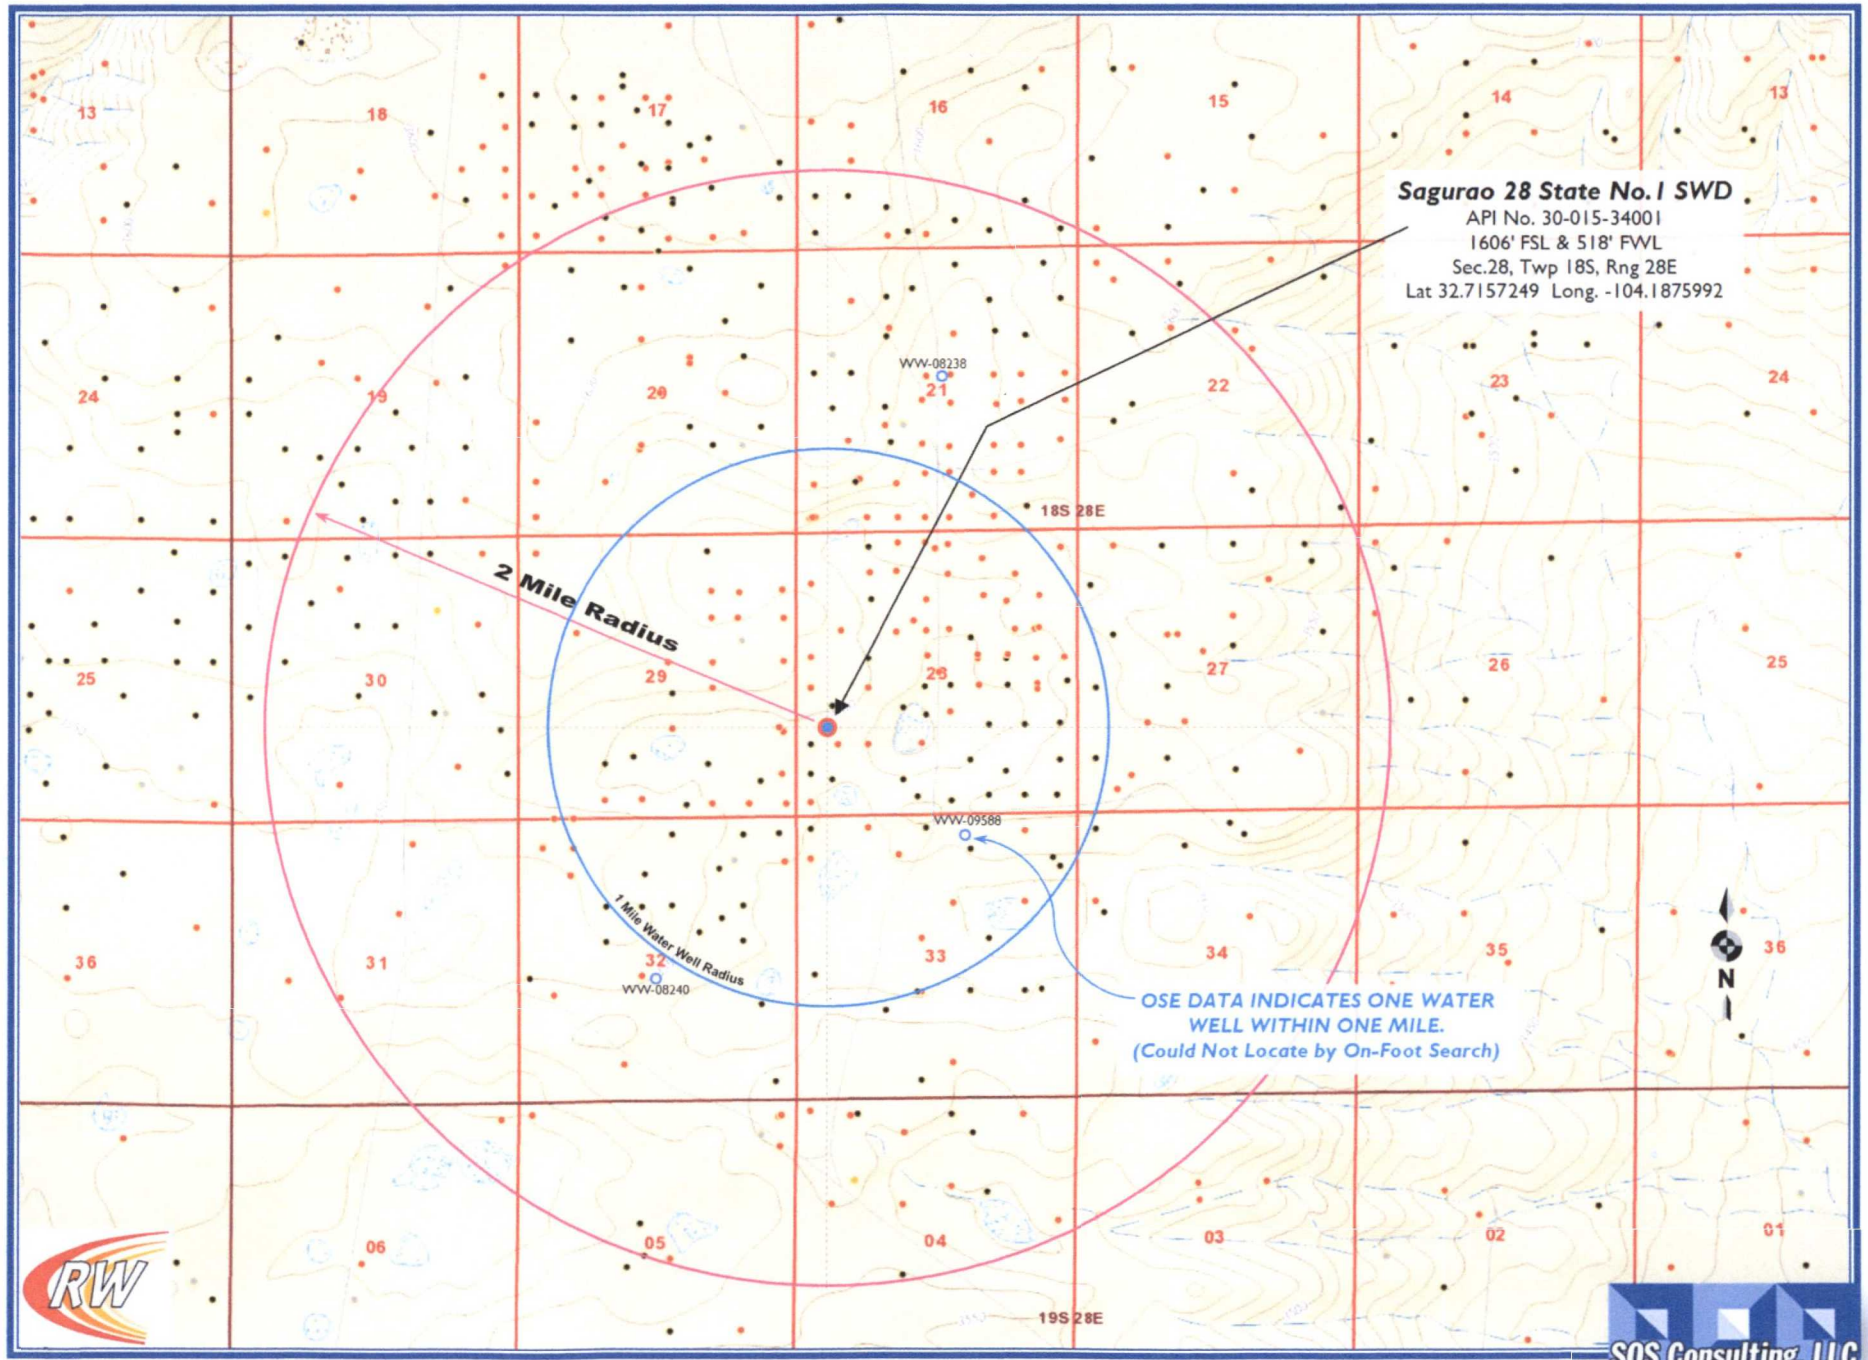 13
18
17
16
15
14
13
Sagurao 28 State No.1 SWD
API No. 30-015-34001
1606' FSL & 518' FWL
Sec.28, Twp 18S, Rng 28E
Lat 32.7157249 Long. -104.1875992
24
19
20
WW-08238
21
22
23
24
18S 28E
2 Mile Radius
25
30
29
28
27
26
25
WW-09588
1 Mile Water Well Radius
36
31
32
WW-08240
33
34
35
36
N
OSE DATA INDICATES ONE WATER
WELL WITHIN ONE MILE.
(Could Not Locate by On-Foot Search)
06
05
04
03
02
01
19S 28E
RW
SOS Consulting, LLC